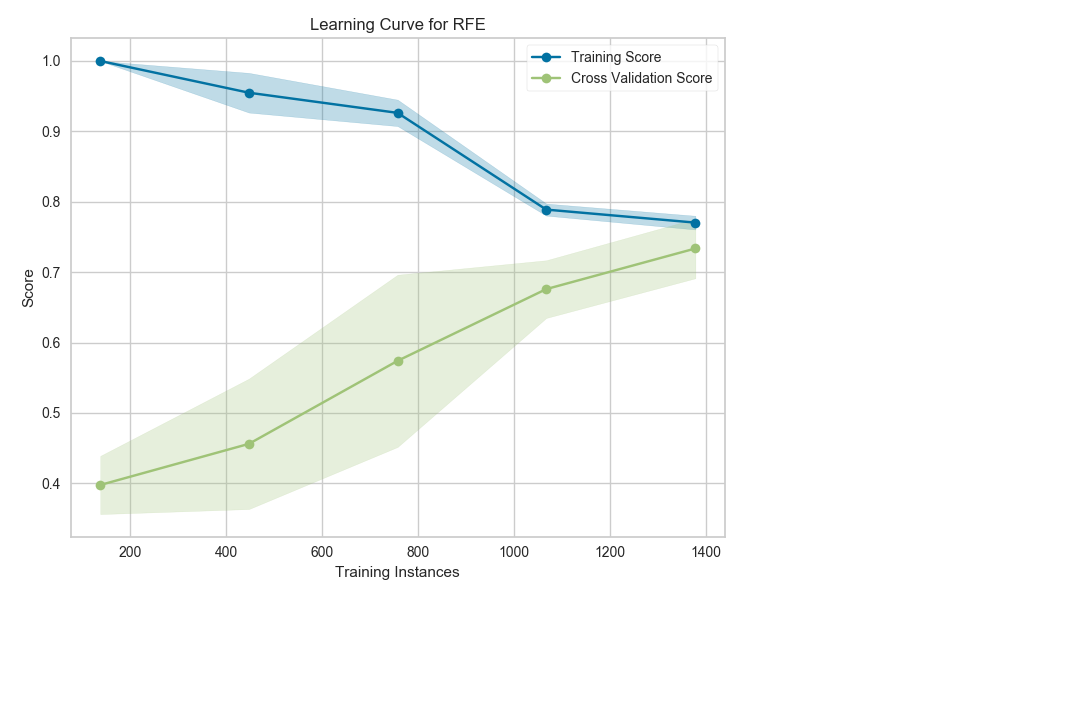 Learning Curve for RFE
Training Score
Cross Validation Score
1.0
0.9
0.8
0.7
0.6
0.5
0.4
Score
200 400 600 800 1000 1200 1400
Training Instances